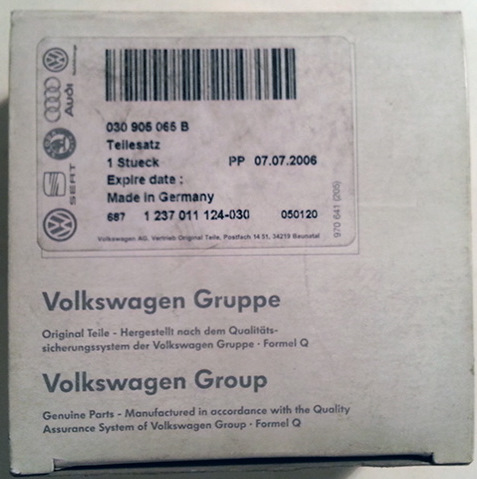 Audi
SEAT
030 905 065 B
Teilesatz
1 Stueck PP 07.07.2006
Expire date :
Made in Germany
687 1 237 011 124-030 050120
Volkswagen AG, Vertrieb Original Teile, Postfach 14 51, 34219 Baunatal
970 641 (205)
Volkswagen Gruppe
Original Teile - Hergestellt nach dem Qualitäts-
sicherungssystem der Volkswagen Gruppe · Formel Q
Volkswagen Group
Genuine Parts - Manufactured in accordance with the Quality
Assurance System of Volkswagen Group · Formel Q